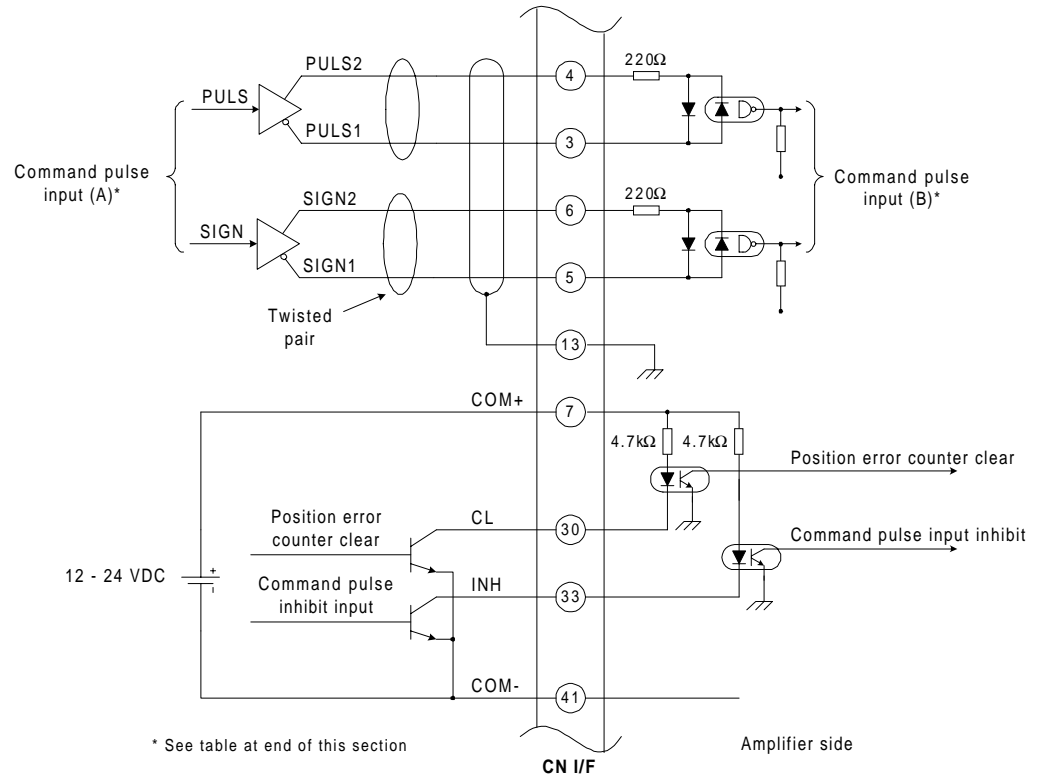 PULS2
4
220Ω
PULS
PULS1
3
Command pulse
input (A)*
Command pulse
input (B)*
SIGN2
6
220Ω
SIGN
SIGN1
5
Twisted
pair
13
COM+
7
4.7kΩ
4.7kΩ
Position error counter clear
Position error
counter clear
CL
30
Command pulse input inhibit
12 - 24 VDC
+
-
Command pulse
inhibit input
INH
33
COM-
41
* See table at end of this section
Amplifier side
CN I/F